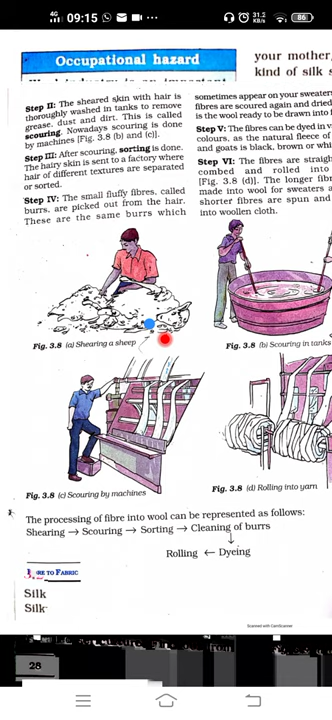 4G 09:15 31.2 KB/s 86
Occupational hazard
your mother,
kind of silk s
Step II: The sheared skin with hair is
thoroughly washed in tanks to remove
grease, dust and dirt. This is called
scouring. Nowadays scouring is done
by machines [Fig. 3.8 (b) and (c)].
Step III: After scouring, sorting is done.
The hairy skin is sent to a factory where
hair of different textures are separated
or sorted.
Step IV: The small fluffy fibres, called
burrs, are picked out from the hair.
These are the same burrs which
sometimes appear on your sweaters
fibres are scoured again and dried
is the wool ready to be drawn into f
Step V: The fibres can be dyed in v
colours, as the natural fleece of
and goats is black, brown or whi
Step VI: The fibres are straigh
combed and rolled into
[Fig. 3.8 (d)]. The longer fibr
made into wool for sweaters a
shorter fibres are spun and
into woollen cloth.
Fig. 3.8 (a) Shearing a sheep
Fig. 3.8 (b) Scouring in tanks
Fig. 3.8 (c) Scouring by machines
Fig. 3.8 (d) Rolling into yarn
The processing of fibre into wool can be represented as follows:
Shearing → Scouring → Sorting → Cleaning of burrs
↓
Rolling ← Dyeing
RE TO FABRIC
Silk
Silk
Scanned with CamScanner
28